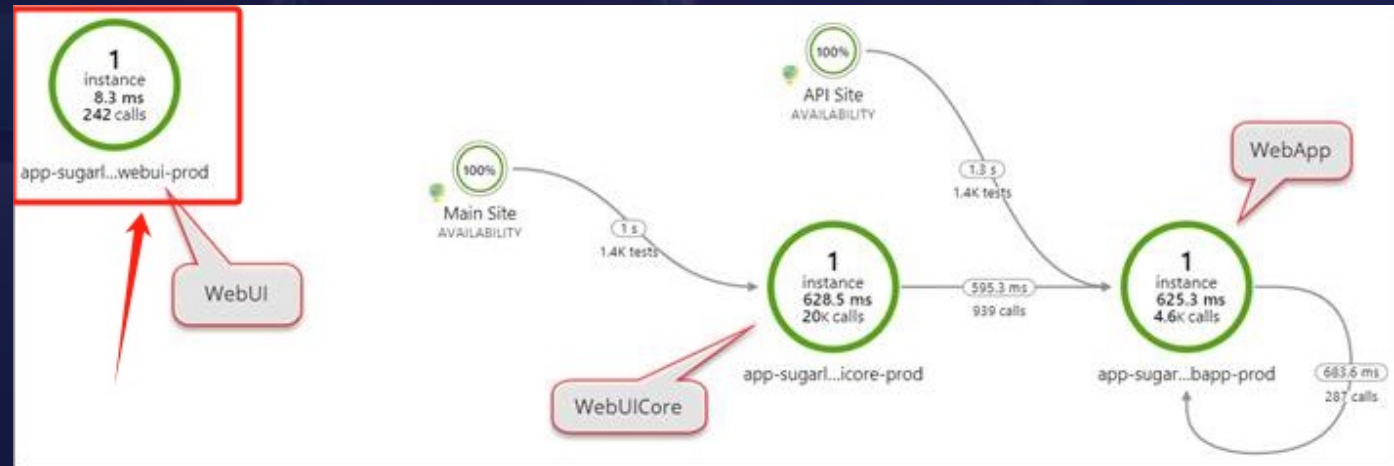 1
instance
8.3 ms
242 calls
app-sugarl...webui-prod
WebUI
100%
Main Site
AVAILABILITY
1 s
1.4K tests
100%
API Site
AVAILABILITY
1.3 s
1.4K tests
1
instance
628.5 ms
20K calls
app-sugarl...icore-prod
WebUICore
595.3 ms
939 calls
WebApp
1
instance
625.3 ms
4.6K calls
app-sugar...bapp-prod
683.6 ms
287 calls